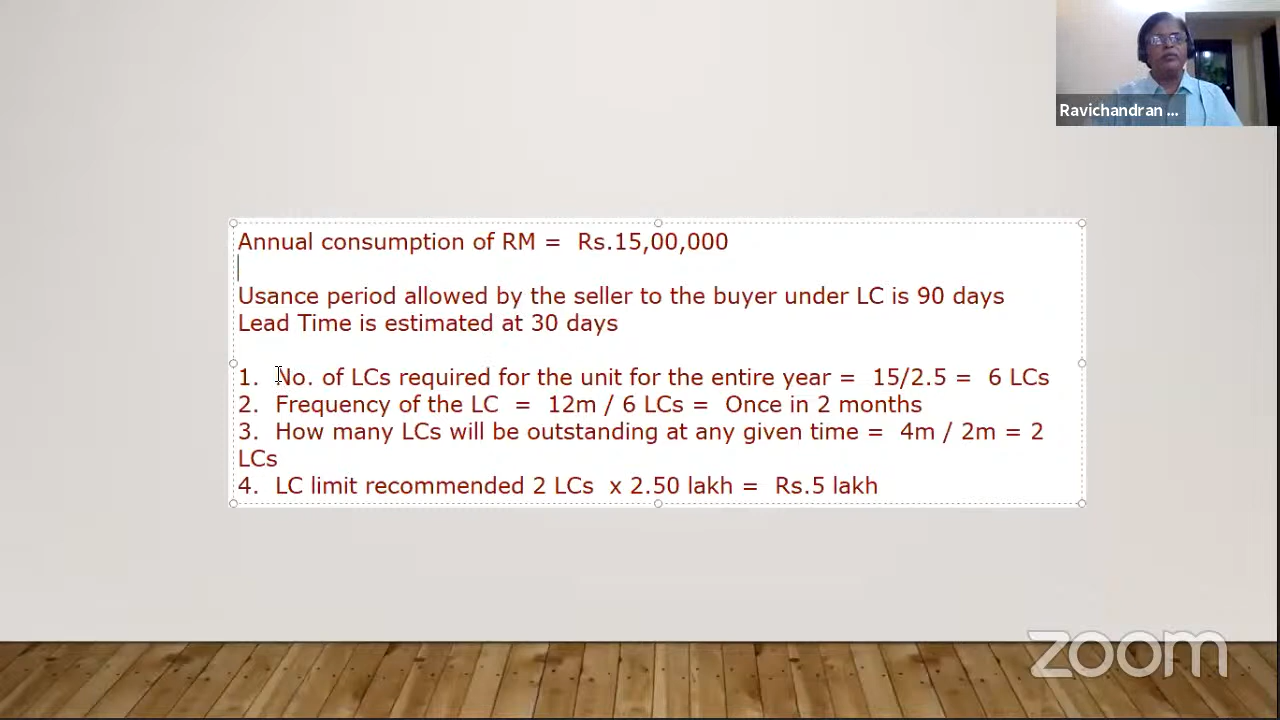 Ravichandran ...
Annual consumption of RM = Rs.15,00,000
Usance period allowed by the seller to the buyer under LC is 90 days
Lead Time is estimated at 30 days
1. No. of LCs required for the unit for the entire year = 15/2.5 = 6 LCs
2. Frequency of the LC = 12m / 6 LCs = Once in 2 months
3. How many LCs will be outstanding at any given time = 4m / 2m = 2
LCs
4. LC limit recommended 2 LCs x 2.50 lakh = Rs.5 lakh
zoom